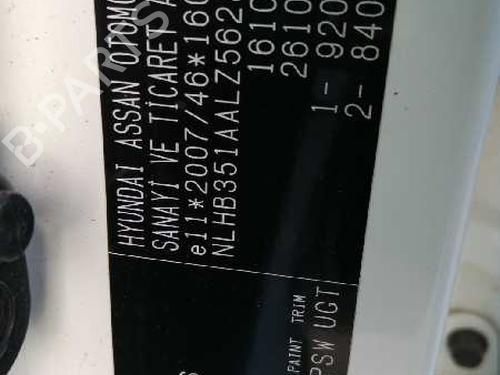 HYUNDAI ASSAN OTOMO
SANAYİ VE TİCARET A
e11*2007/46*160
NLHB351AALZ562
1610
2610
1- 920
2- 840
PAINT TRIM
PSW UGT
B-PARTS